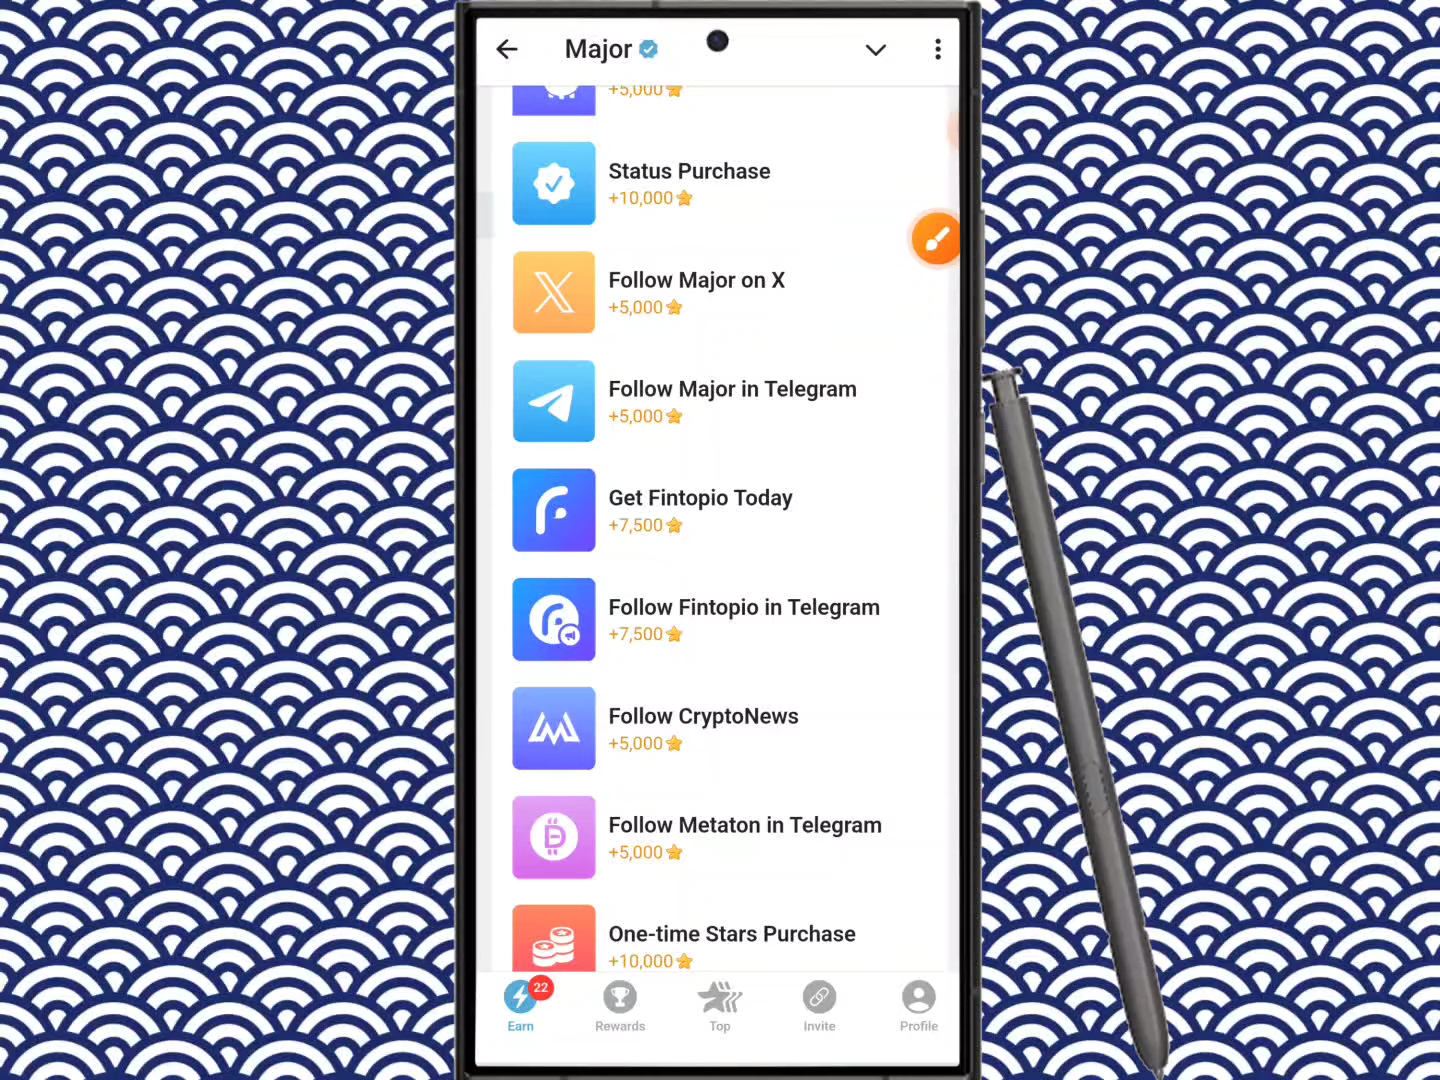 Major
+5,000
Status Purchase
+10,000
Follow Major on X
+5,000
Follow Major in Telegram
+5,000
Get Fintopio Today
+7,500
Follow Fintopio in Telegram
+7,500
Follow CryptoNews
+5,000
Follow Metaton in Telegram
+5,000
One-time Stars Purchase
+10,000
22
Earn
Rewards
Top
Invite
Profile